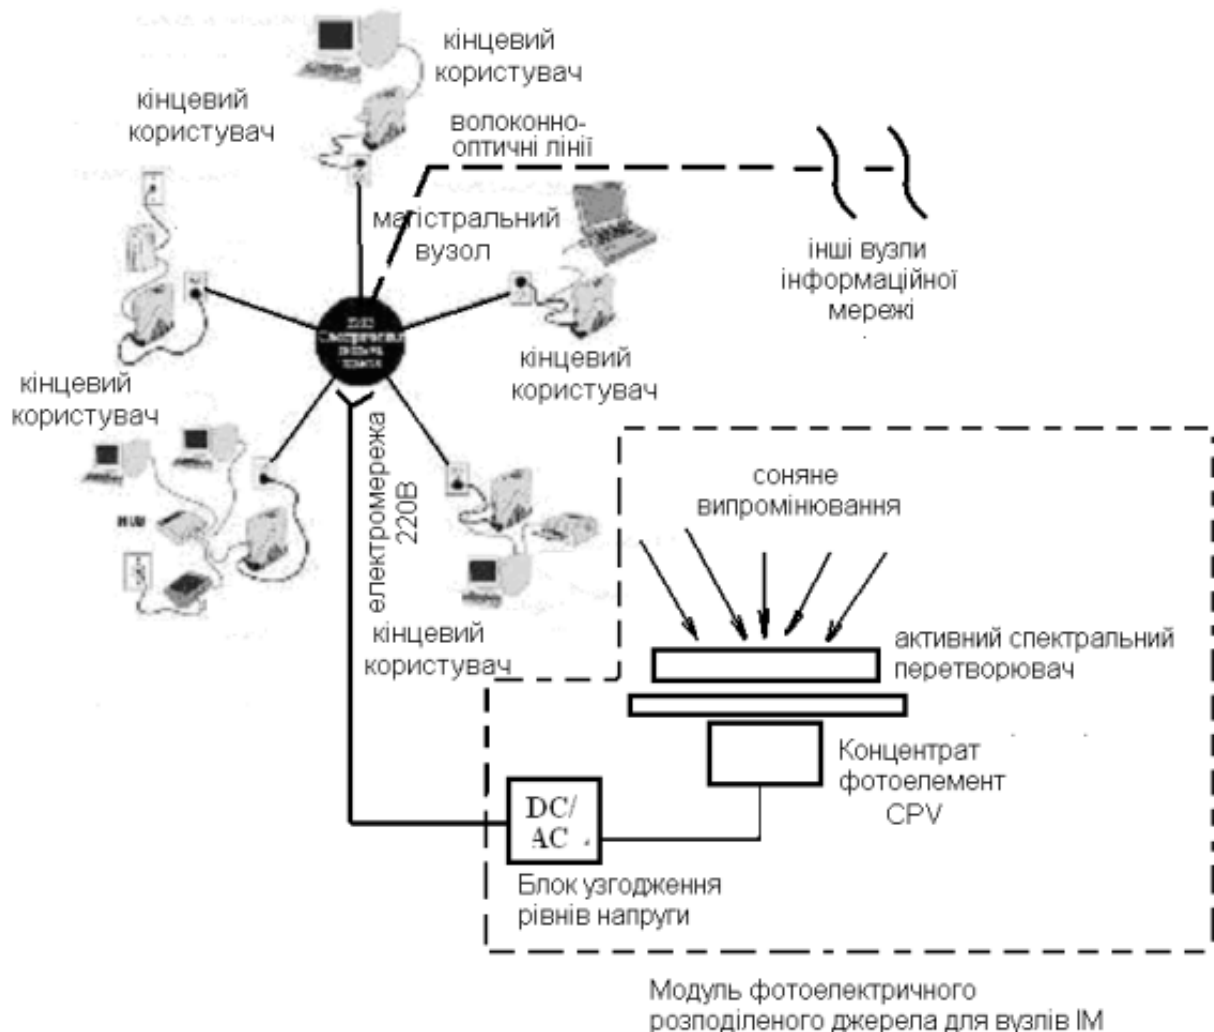 кінцевий
користувач
кінцевий
користувач
волоконно-
оптичні лінії
магістральний
вузол
інші вузли
інформаційної
мережі
кінцевий
користувач
кінцевий
користувач
HUB
електромережа
220В
кінцевий
користувач
соняне
випромінювання
активний спектральний
перетворювач
Концентрат
фотоелемент
CPV
DC/
AC
Блок узгодження
рівнів напруги
Модуль фотоелектричного
розподіленого джерела для вузлів ІМ